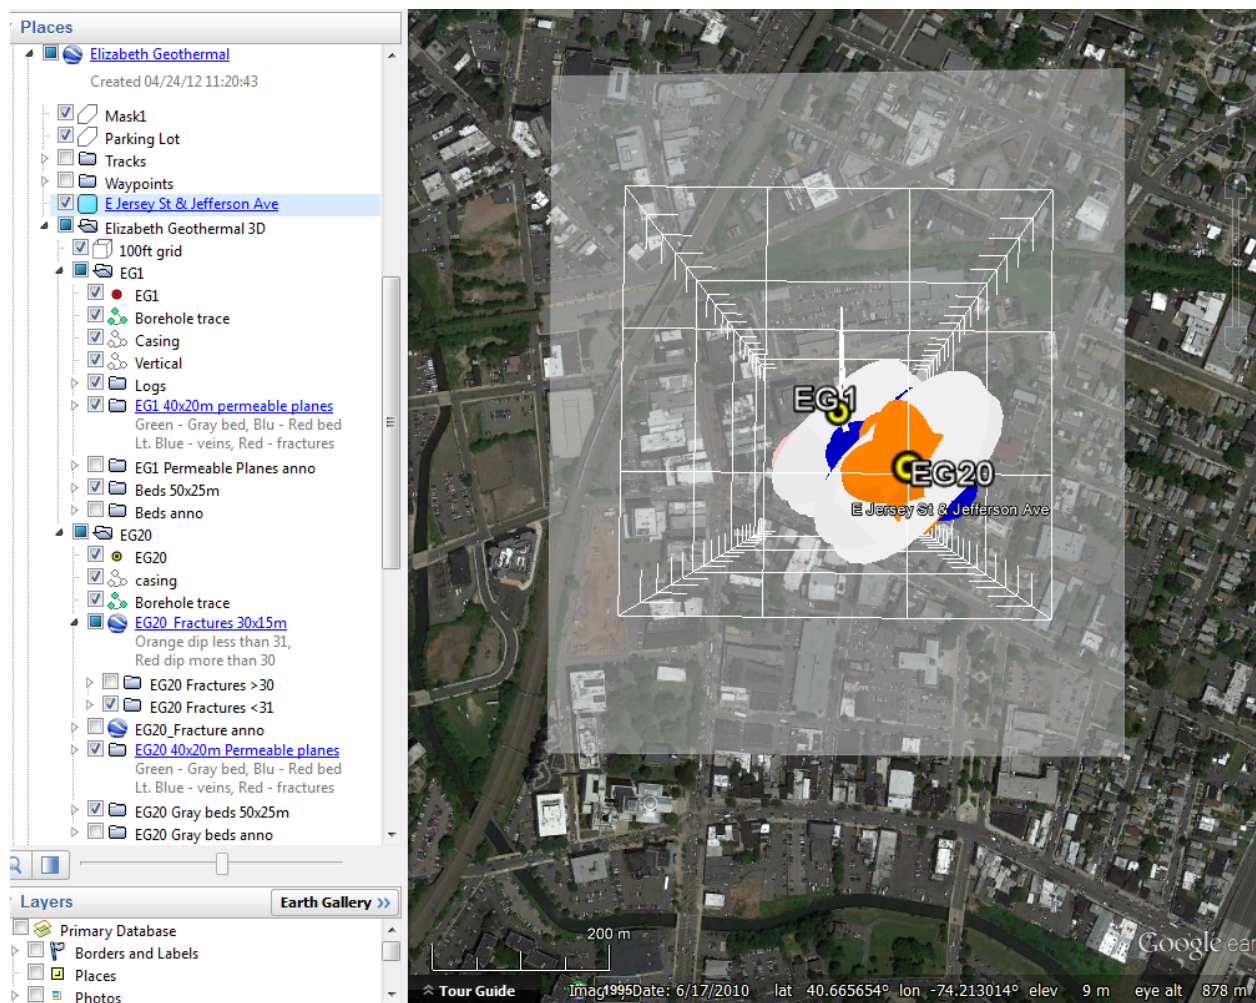 Places
Elizabeth Geothermal
Created 04/24/12 11:20:43
Mask1
Parking Lot
Tracks
Waypoints
E Jersey St & Jefferson Ave
Elizabeth Geothermal 3D
100ft grid
EG1
EG1
Borehole trace
Casing
Vertical
Logs
EG1 40x20m permeable planes
Green - Gray bed, Blu - Red bed
Lt. Blue - veins, Red - fractures
EG1 Permeable Planes anno
Beds 50x25m
Beds anno
EG20
EG20
casing
Borehole trace
EG20_Fractures 30x15m
Orange dip less than 31,
Red dip more than 30
EG20 Fractures >30
EG20 Fractures <31
EG20_Fracture anno
EG20 40x20m Permeable planes
Green - Gray bed, Blu - Red bed
Lt. Blue - veins, Red - fractures
EG20 Gray beds 50x25m
EG20 Gray beds anno
Layers
Earth Gallery >>
Primary Database
Borders and Labels
Places
Photos
EG1
EG20
E Jersey St & Jefferson Ave
200 m
Google ear
Tour Guide
1995
Date: 6/17/2010 lat 40.665654° lon -74.213014° elev 9 m eye alt 878 m